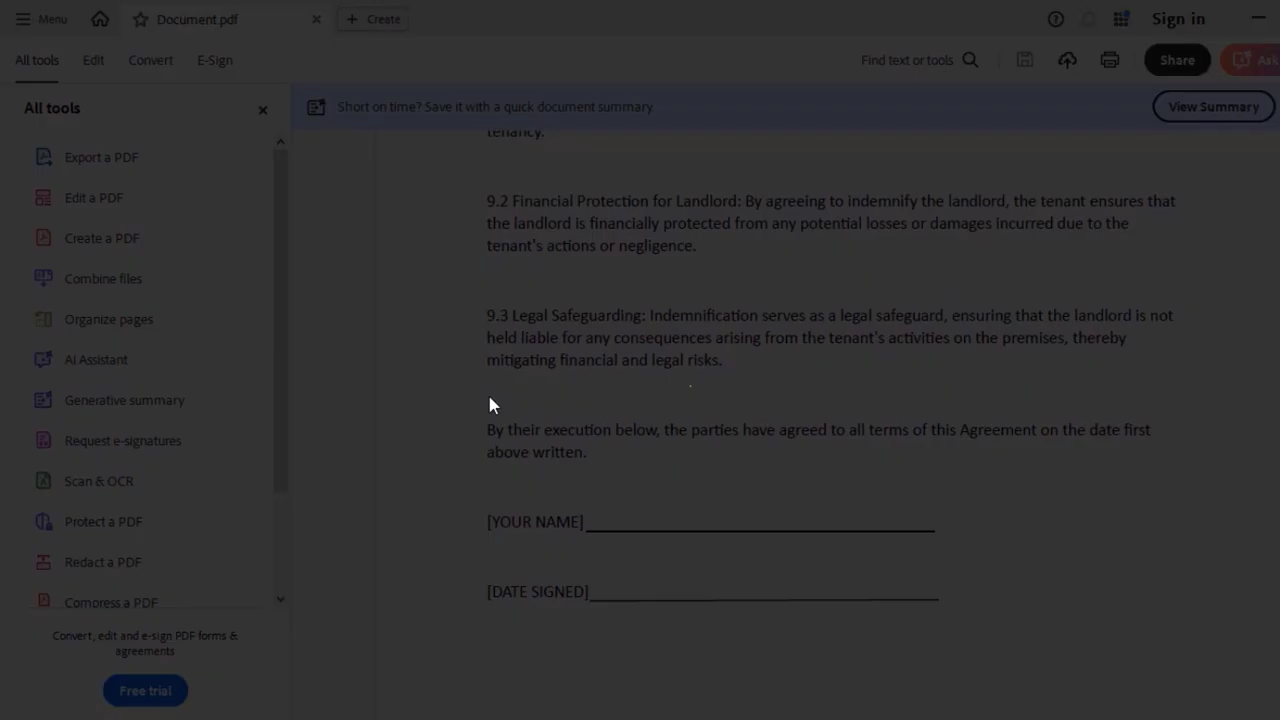 Menu
Document.pdf
Create
Sign in
All tools
Edit
Convert
E-Sign
Find text or tools
Share
Ask
All tools
Short on time? Save it with a quick document summary.
View Summary
Export a PDF
Edit a PDF
Create a PDF
Combine files
Organize pages
AI Assistant
Generative summary
Request e-signatures
Scan & OCR
Protect a PDF
Redact a PDF
Compress a PDF
Convert, edit and e-sign PDF forms &
agreements
Free trial
tenancy.
9.2 Financial Protection for Landlord: By agreeing to indemnify the landlord, the tenant ensures that
the landlord is financially protected from any potential losses or damages incurred due to the
tenant's actions or negligence.
9.3 Legal Safeguarding: Indemnification serves as a legal safeguard, ensuring that the landlord is not
held liable for any consequences arising from the tenant's activities on the premises, thereby
mitigating financial and legal risks.
By their execution below, the parties have agreed to all terms of this Agreement on the date first
above written.
[YOUR NAME]
[DATE SIGNED]